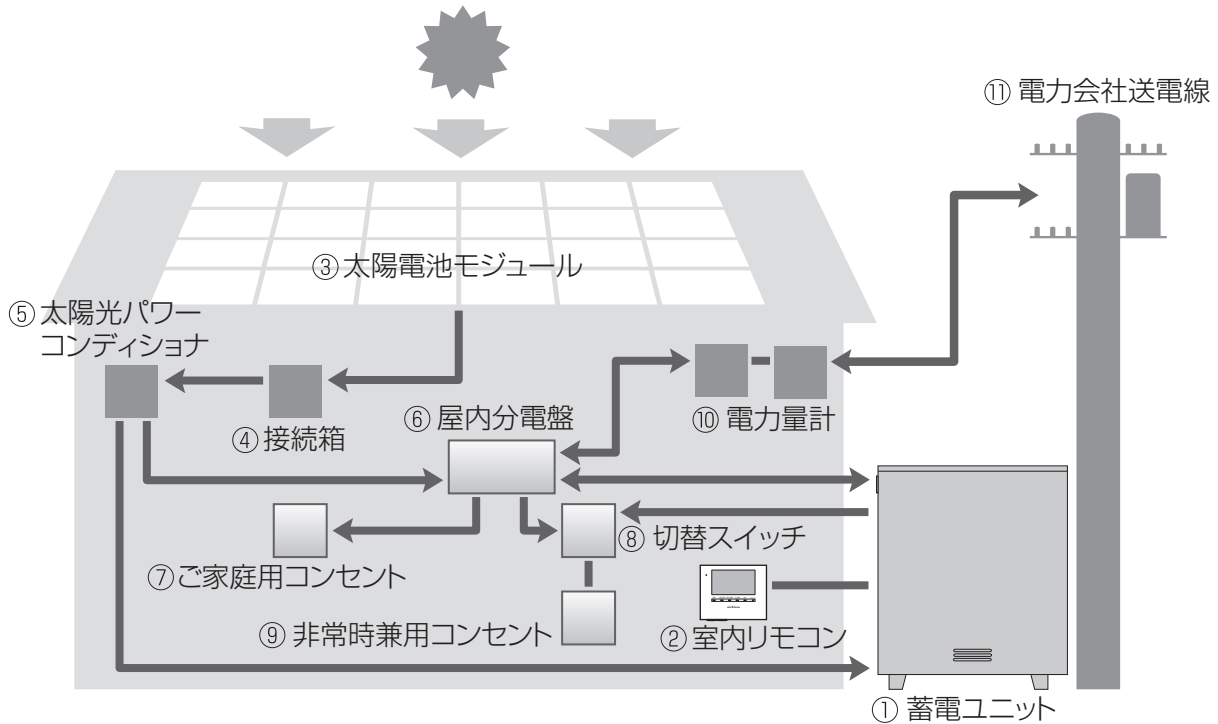 ⑪ 電力会社送電線
③ 太陽電池モジュール
⑤ 太陽光パワー
コンディショナ
⑥ 屋内分電盤
⑩ 電力量計
④ 接続箱
⑧ 切替スイッチ
⑦ ご家庭用コンセント
⑨ 非常時兼用コンセント
② 室内リモコン
① 蓄電ユニット